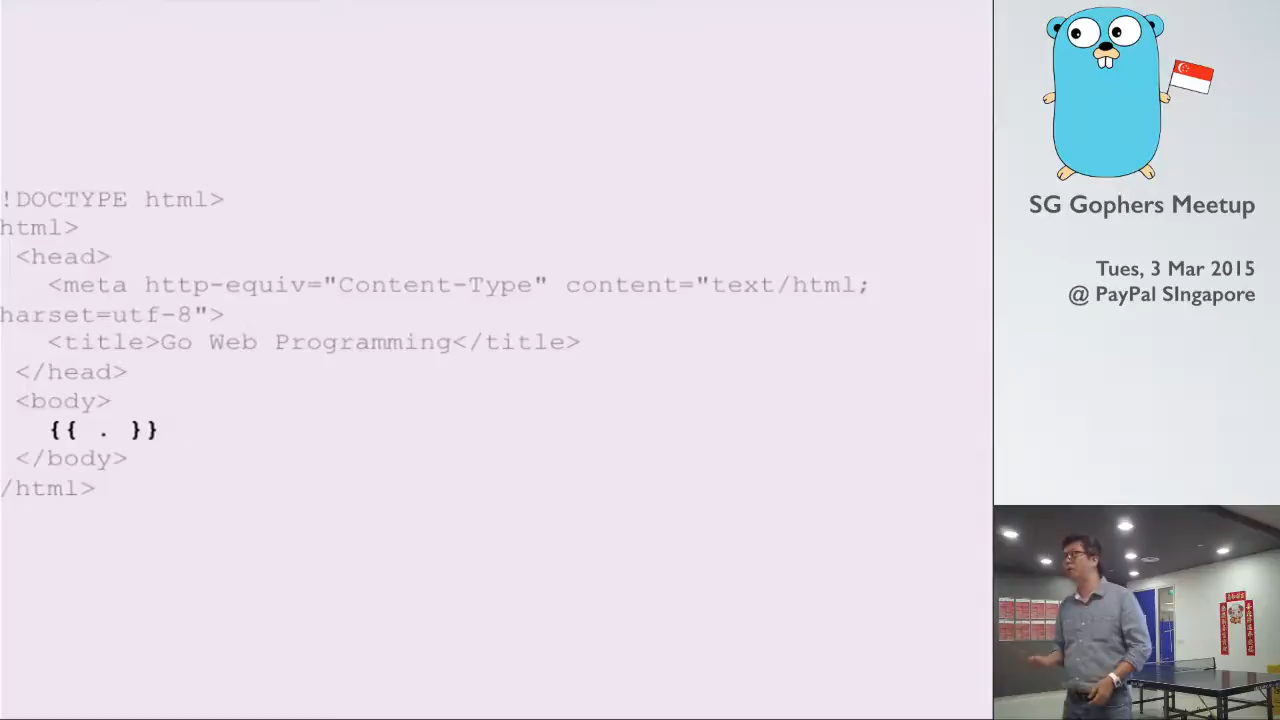 !DOCTYPE html>
html>
<head>
<meta http-equiv="Content-Type" content="text/html;
harset=utf-8">
<title>Go Web Programming</title>
</head>
<body>
{{ . }}
</body>
/html>
SG Gophers Meetup
Tues, 3 Mar 2015
@ PayPal SIngapore